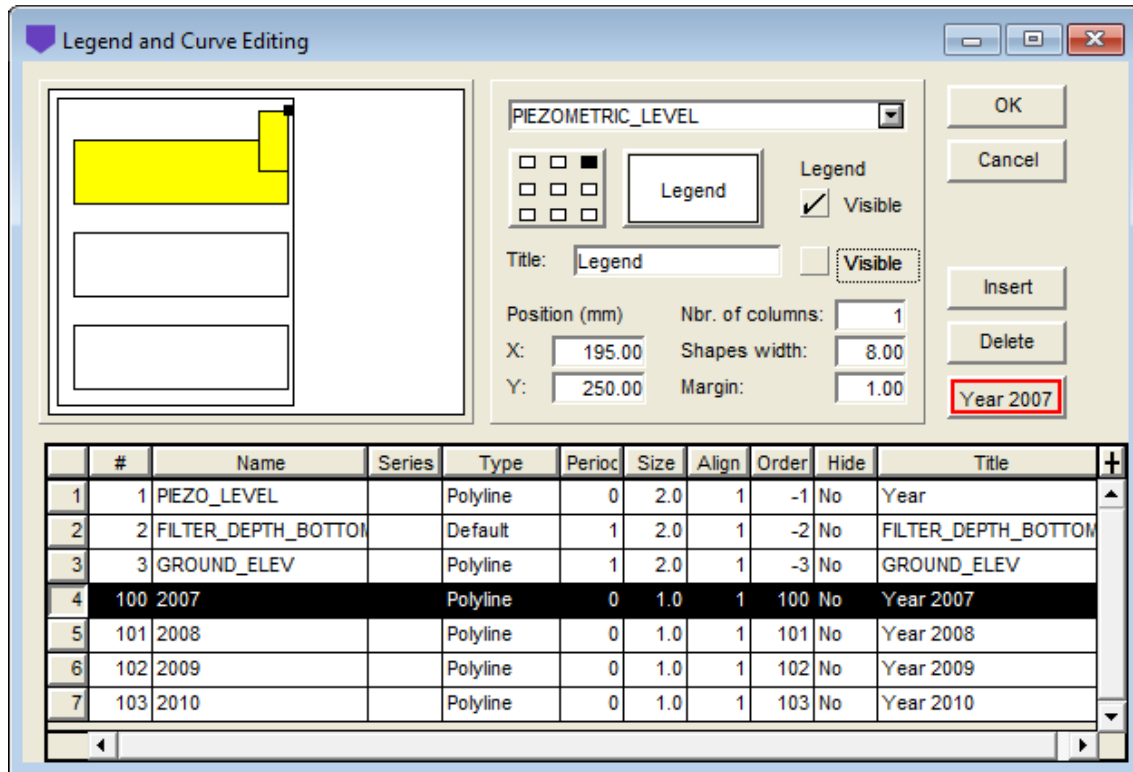 Legend and Curve Editing
PIEZOMETRIC_LEVEL
OK
Legend
Legend
Visible
Cancel
Title: Legend Visible
Insert
Position (mm) Nbr. of columns: 1
X: 195.00 Shapes width: 8.00
Delete
Y: 250.00 Margin: 1.00
Year 2007
# Name Series Type Period Size Align Order Hide Title +
1 1 PIEZO_LEVEL Polyline 0 2.0 1 -1 No Year
2 2 FILTER_DEPTH_BOTTOM Default 1 2.0 1 -2 No FILTER_DEPTH_BOTTOM
3 3 GROUND_ELEV Polyline 1 2.0 1 -3 No GROUND_ELEV
4 100 2007 Polyline 0 1.0 1 100 No Year 2007
5 101 2008 Polyline 0 1.0 1 101 No Year 2008
6 102 2009 Polyline 0 1.0 1 102 No Year 2009
7 103 2010 Polyline 0 1.0 1 103 No Year 2010